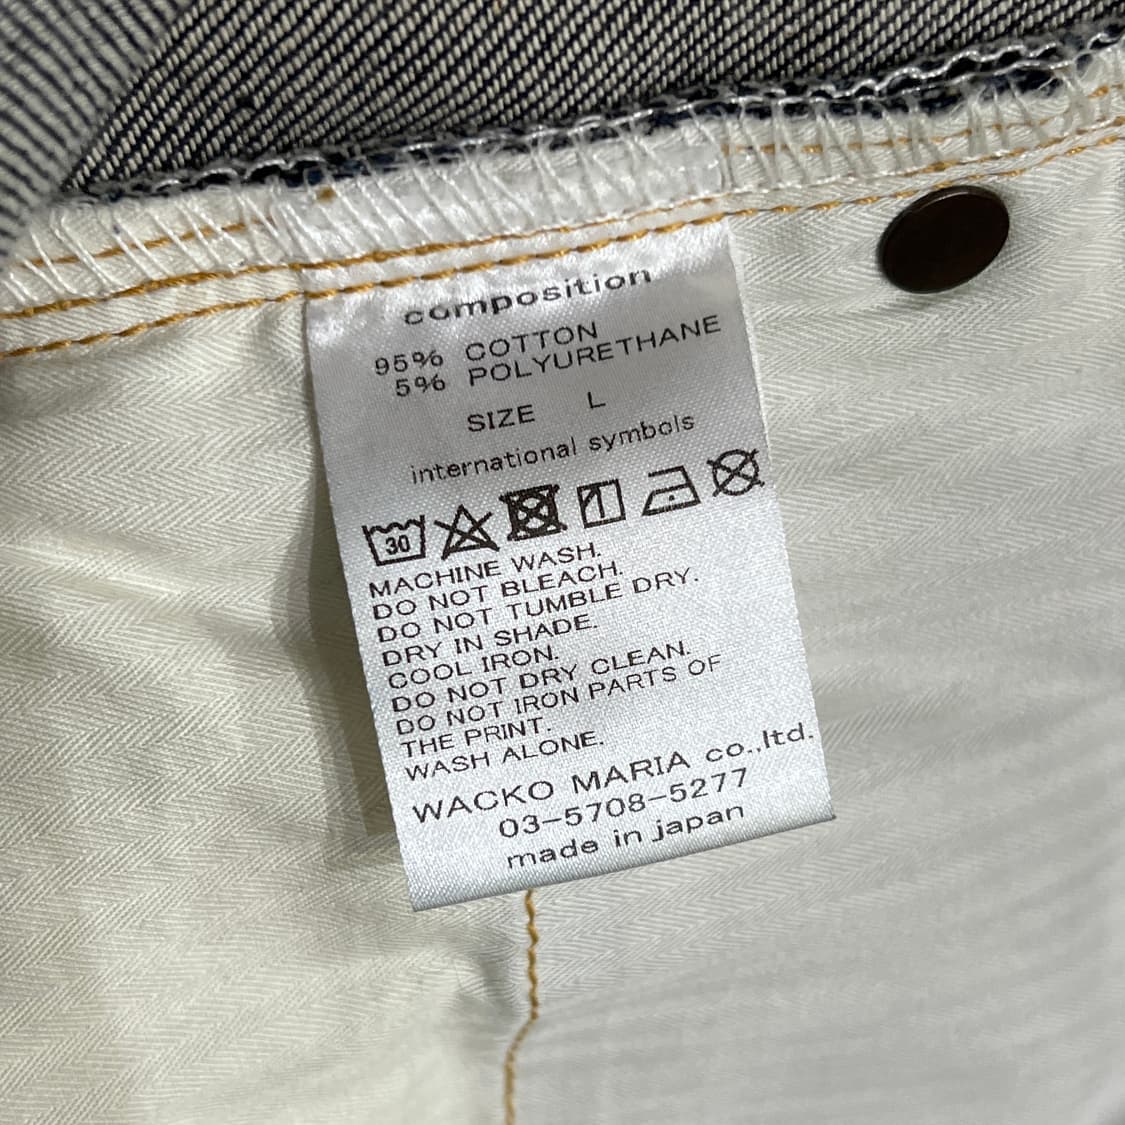 composition
95% COTTON
5% POLYURETHANE
SIZE L
international symbols
30
MACHINE WASH.
DO NOT BLEACH.
DO NOT TUMBLE DRY.
DRY IN SHADE.
COOL IRON.
DO NOT DRY CLEAN.
DO NOT IRON PARTS OF
THE PRINT.
WASH ALONE.
WACKO MARIA co.,ltd.
03-5708-5277
made in japan